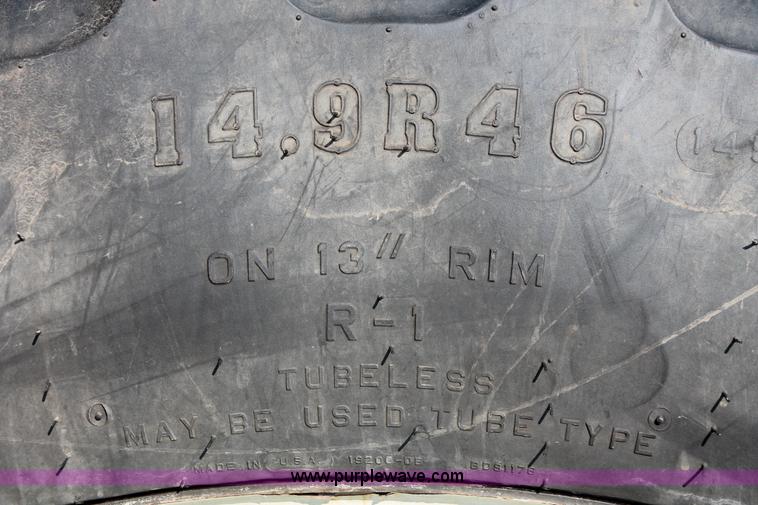 14.9R46
ON 13" RIM
R-1
TUBELESS
MAY BE USED TUBE TYPE
MADE IN U.S.A.
www.purplewave.com